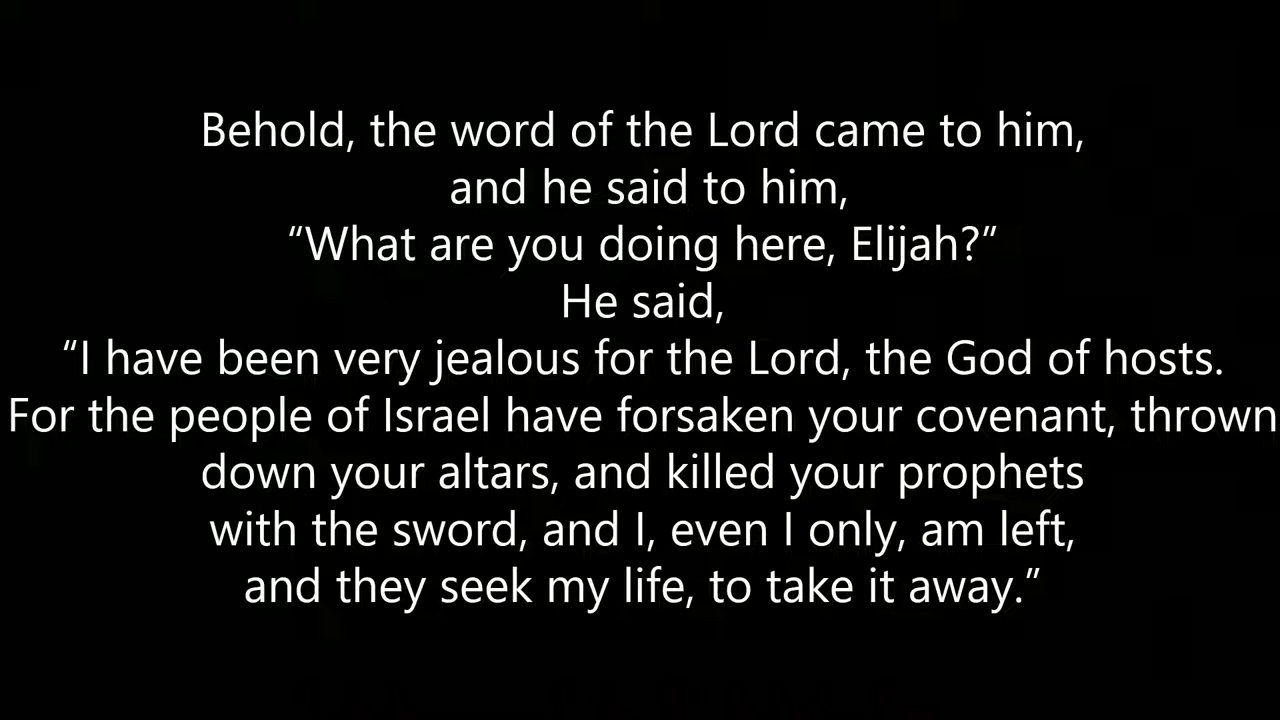 Behold, the word of the Lord came to him,
and he said to him,
“What are you doing here, Elijah?”
He said,
“I have been very jealous for the Lord, the God of hosts.
For the people of Israel have forsaken your covenant, thrown
down your altars, and killed your prophets
with the sword, and I, even I only, am left,
and they seek my life, to take it away.”